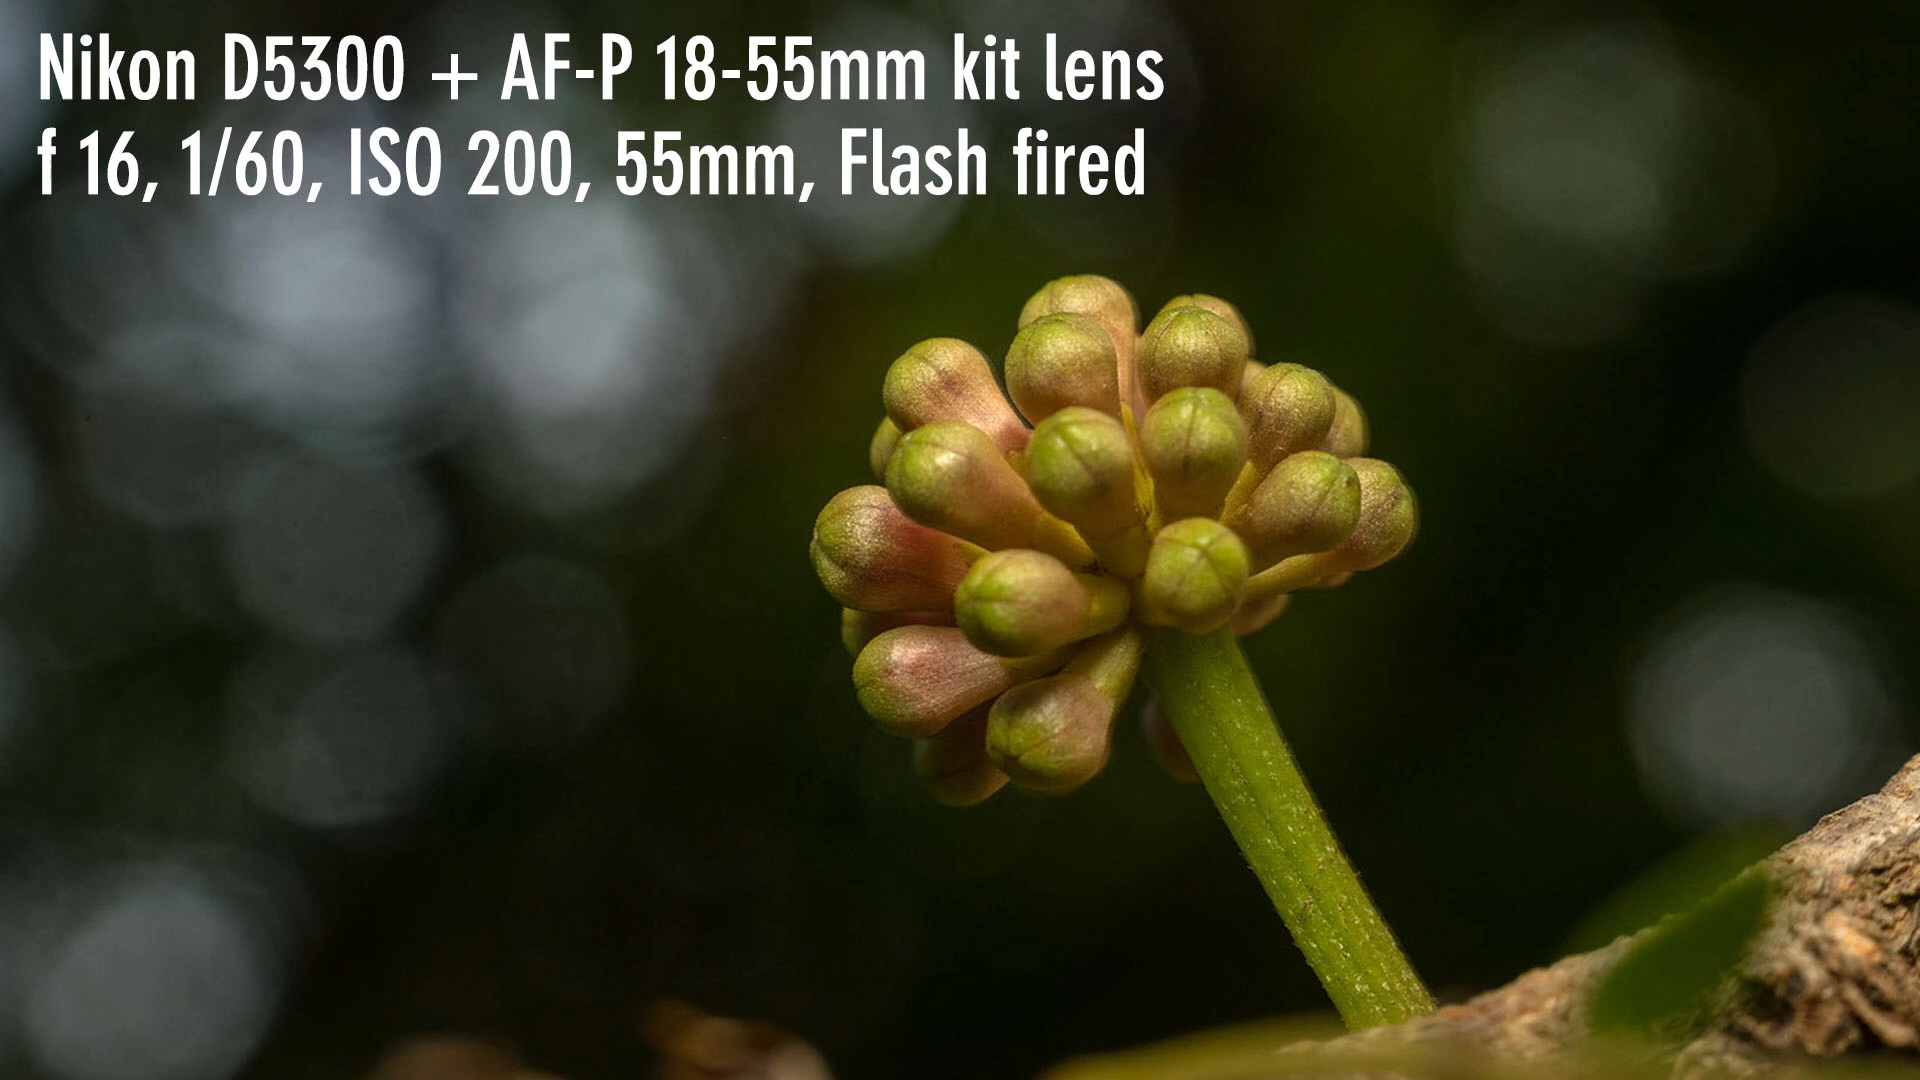 Nikon D5300 + AF-P 18-55mm kit lens
f 16, 1/60, ISO 200, 55mm, Flash fired